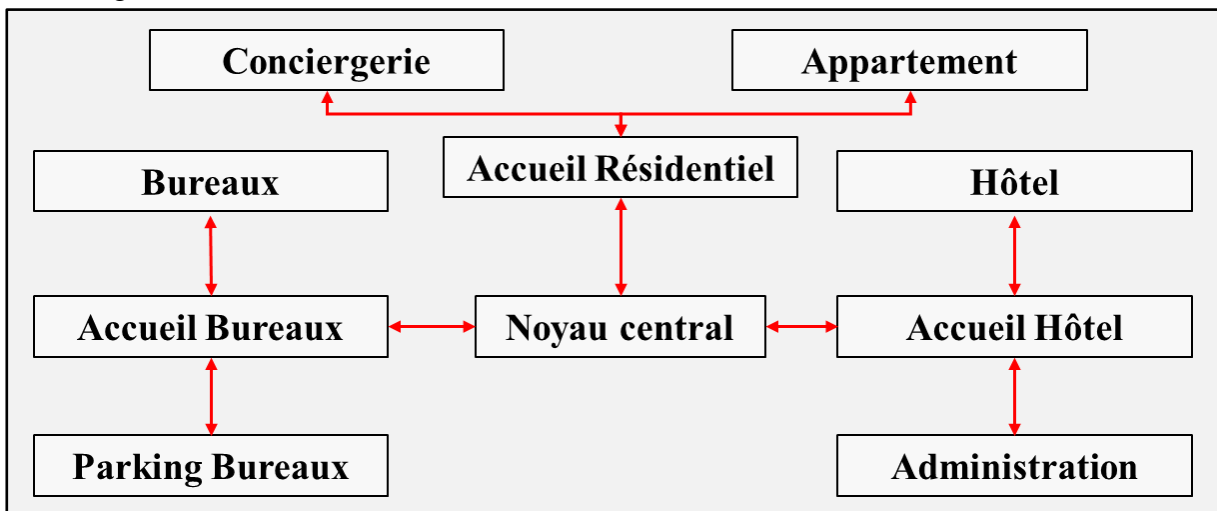 Conciergerie
Appartement
Bureaux
Accueil Résidentiel
Hôtel
Accueil Bureaux
Noyau central
Accueil Hôtel
Parking Bureaux
Administration